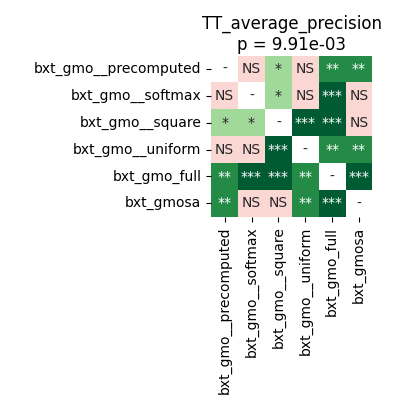 TT_average_precision
p = 9.91e-03
bxt_gmo__precomputed - NS * NS ** **
bxt_gmo__softmax NS - * NS *** NS
bxt_gmo__square * * - *** *** NS
bxt_gmo__uniform NS NS *** - ** **
bxt_gmo_full ** *** *** ** - ***
bxt_gmosa ** NS NS ** *** -
bxt_gmo__precomputed
bxt_gmo__softmax
bxt_gmo__square
bxt_gmo__uniform
bxt_gmo_full
bxt_gmosa